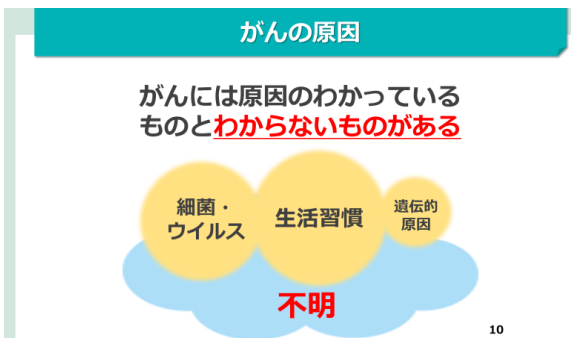 がんの原因
がんには原因のわかっている
ものとわからないものがある
細菌・
ウイルス
生活習慣
遺伝的
原因
不明
10